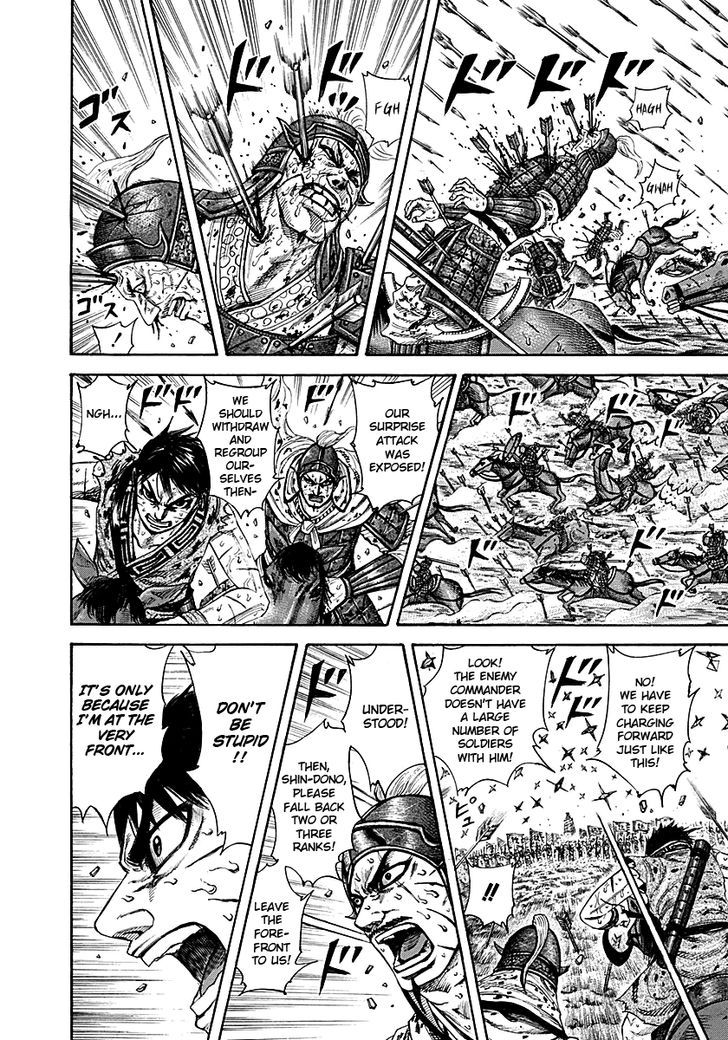 HAGH
GWAH
ドドド
FGH
ドド
ゴス
ゴス
!
ドド
ドド
OUR
SURPRISE
ATTACK
WAS
EXPOSED!
WE
SHOULD
WITHDRAW
AND
REGROUP
OUR-
SELVES
THEN-
ドド
NGH...
NO!
WE HAVE
TO KEEP
CHARGING
FORWARD
JUST LIKE
THIS!
ドド
LOOK!
THE ENEMY
COMMANDER
DOESN'T HAVE
A LARGE
NUMBER OF
SOLDIERS
WITH HIM!
!!
UNDER-
STOOD!
ドド
THEN,
SHIN-DONO,
PLEASE
FALL BACK
TWO OR
THREE
RANKS!
LEAVE
THE FORE-
FRONT
TO US!
DON'T
BE
STUPID
!!
IT'S ONLY
BECAUSE
I'M AT THE
VERY
FRONT...